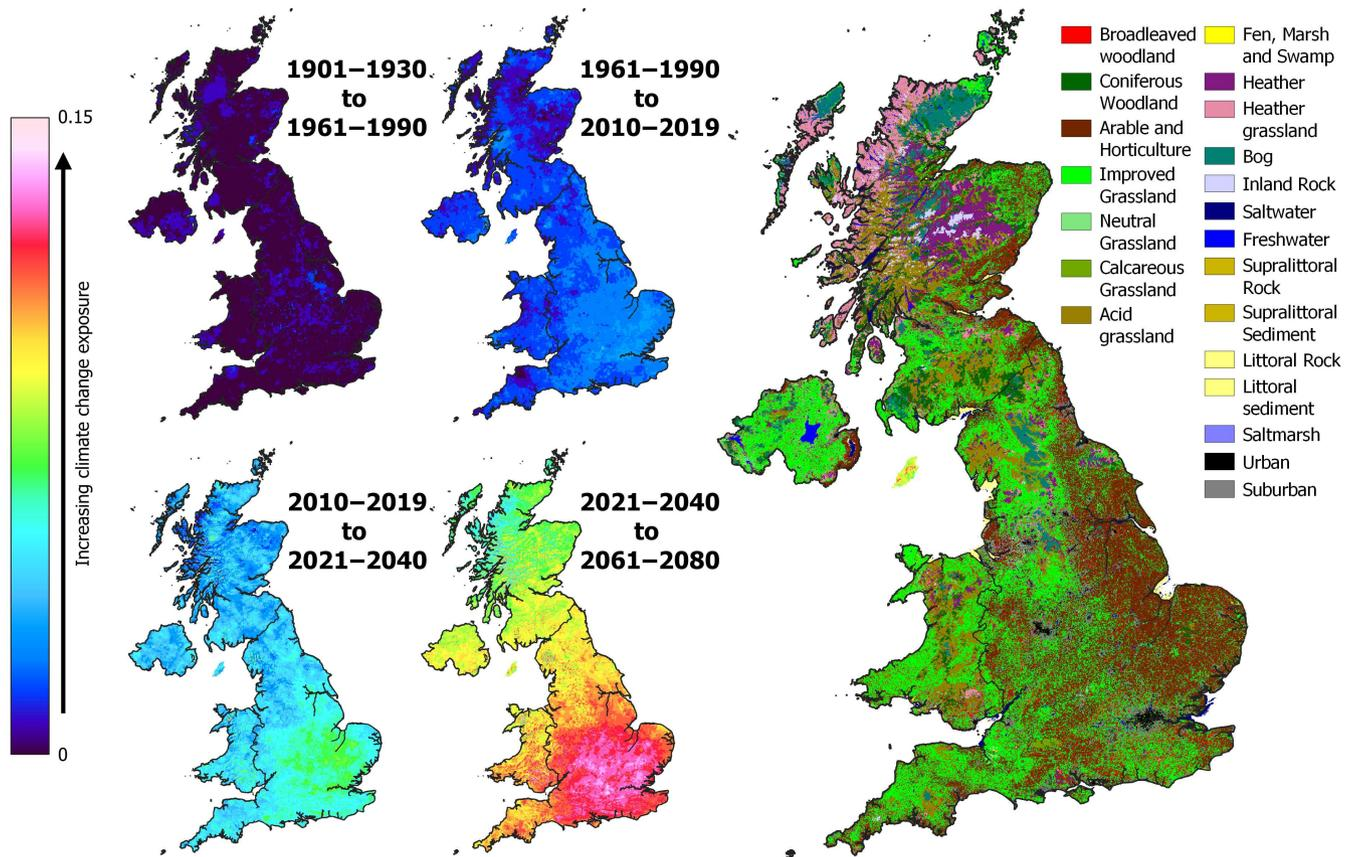 0.15
Increasing climate change exposure
0
1901–1930
to
1961–1990
1961–1990
to
2010–2019
2010–2019
to
2021–2040
2021–2040
to
2061–2080
Broadleaved
woodland
Coniferous
Woodland
Arable and
Horticulture
Improved
Grassland
Neutral
Grassland
Calcareous
Grassland
Acid
grassland
Fen, Marsh
and Swamp
Heather
Heather
grassland
Bog
Inland Rock
Saltwater
Freshwater
Supralittoral
Rock
Supralittoral
Sediment
Littoral Rock
Littoral
sediment
Saltmarsh
Urban
Suburban